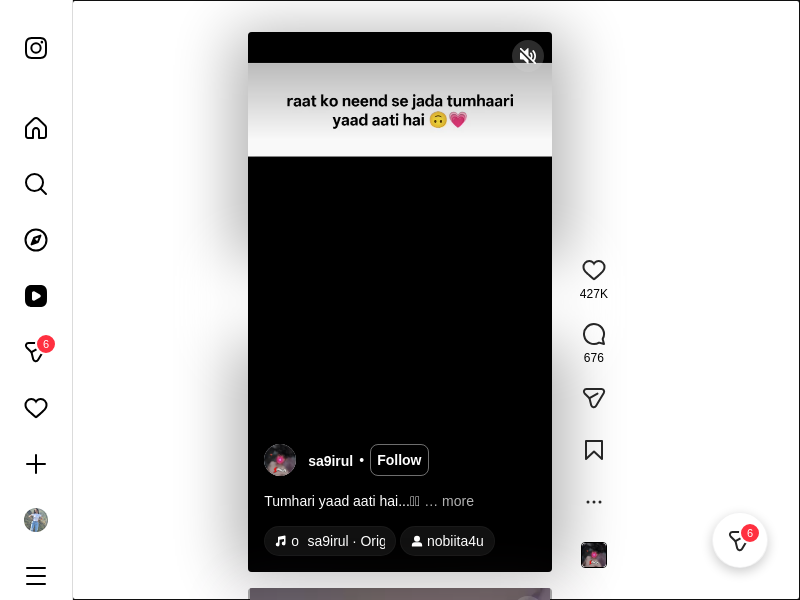 raat ko neend se jada tumhaari
yaad aati hai 🙃💗
427K
676
6
sa9irul • Follow
Tumhari yaad aati hai... … more
sa9irul · Orig
nobiita4u
6